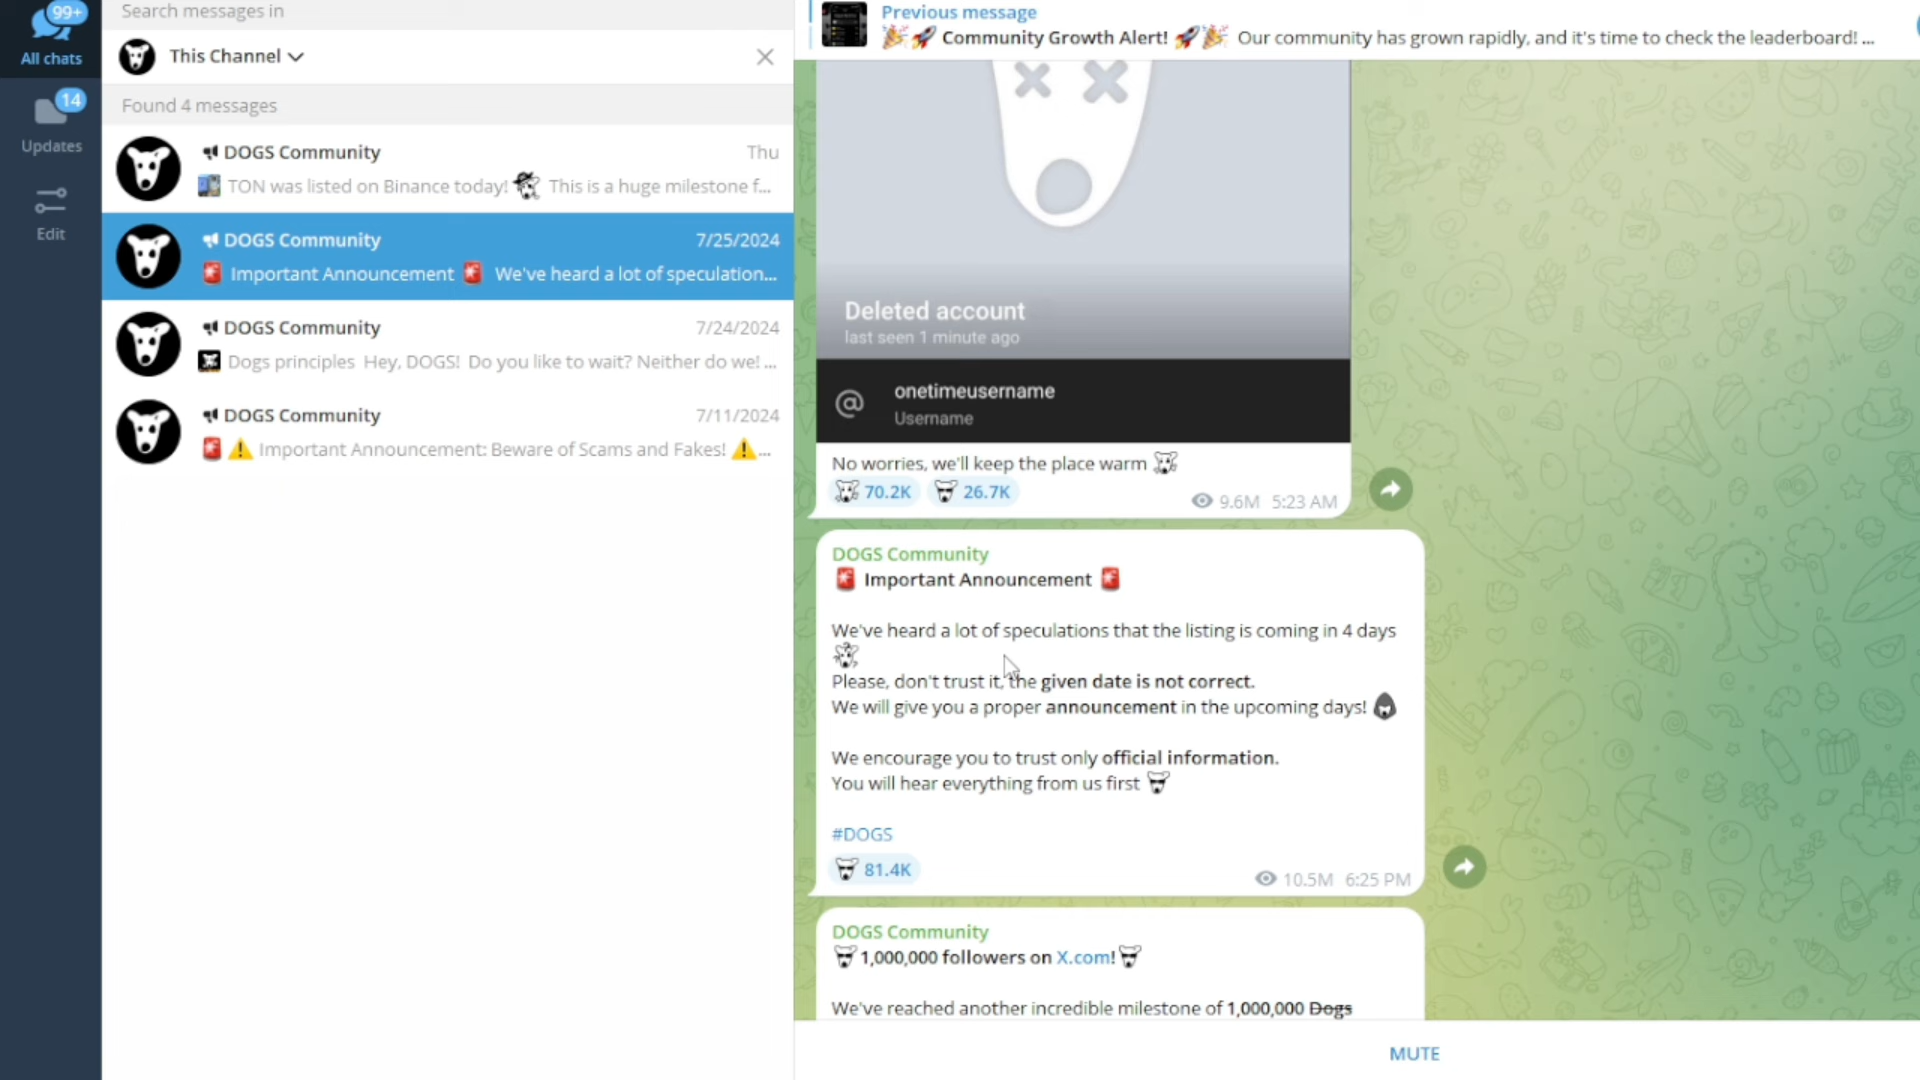 99+
All chats
14
Updates
Edit
Search messages in
This Channel
Found 4 messages
DOGS Community
Thu
TON was listed on Binance today! This is a huge milestone f...
DOGS Community
7/25/2024
🚨 Important Announcement 🚨 We've heard a lot of speculation...
DOGS Community
7/24/2024
Dogs principles Hey, DOGS! Do you like to wait? Neither do we! ...
DOGS Community
7/11/2024
🚨⚠️ Important Announcement: Beware of Scams and Fakes! ⚠️...
Previous message
🎉🚀 Community Growth Alert! 🚀🎉 Our community has grown rapidly, and it's time to check the leaderboard! ...
Deleted account
last seen 1 minute ago
@ onetimeusername
Username
No worries, we'll keep the place warm
70.2K 26.7K
9.6M 5:23 AM
DOGS Community
🚨 Important Announcement 🚨
We've heard a lot of speculations that the listing is coming in 4 days
Please, don't trust it, the given date is not correct.
We will give you a proper announcement in the upcoming days!
We encourage you to trust only official information.
You will hear everything from us first
#DOGS
81.4K
10.5M 6:25 PM
DOGS Community
1,000,000 followers on X.com!
We've reached another incredible milestone of 1,000,000 Dogs
MUTE